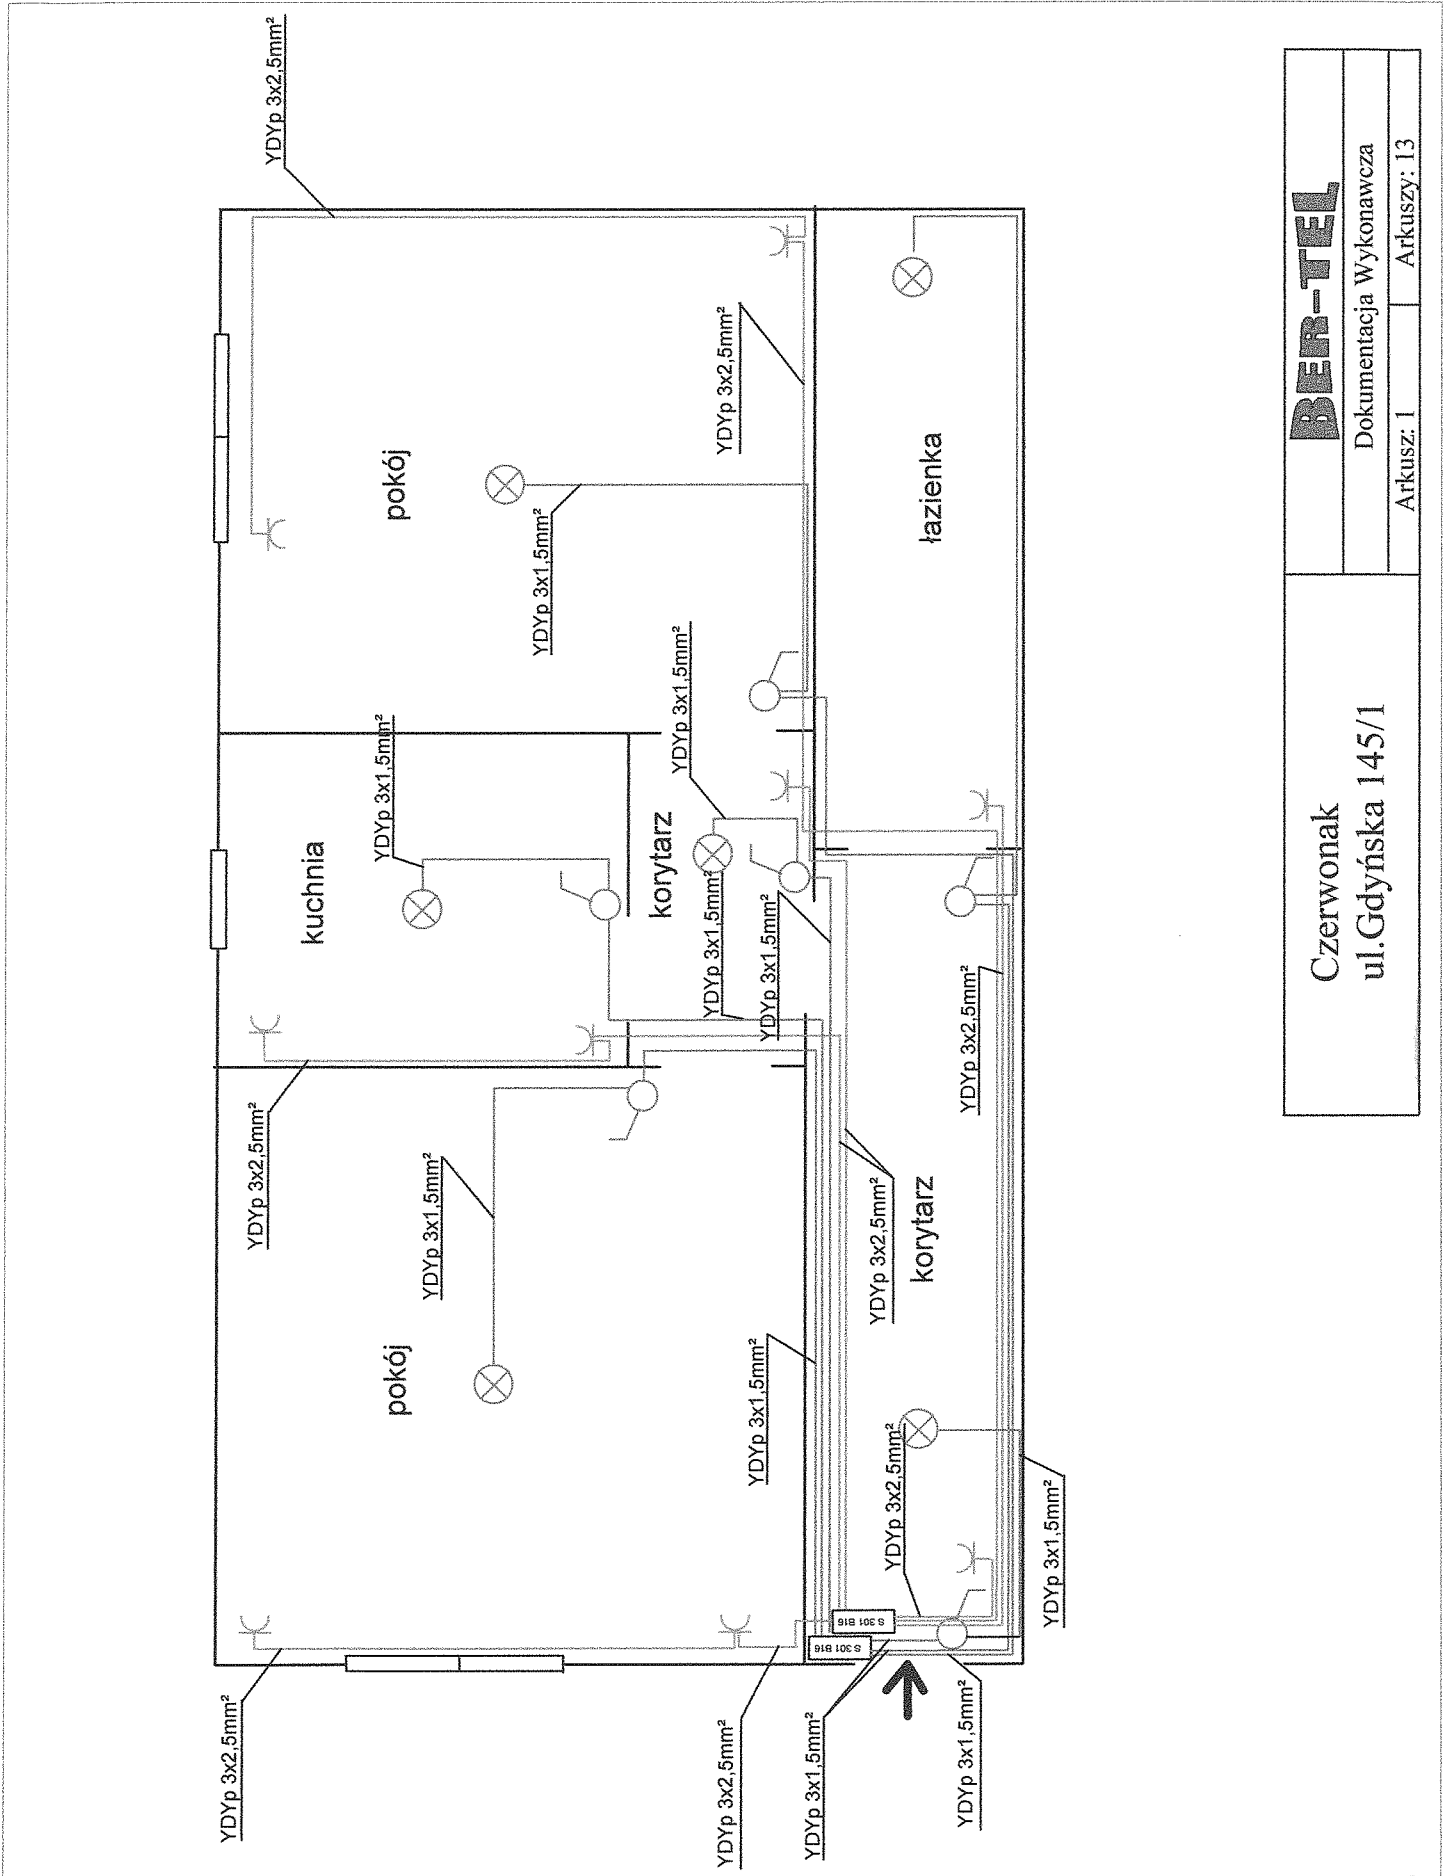 YDYp 3x2,5mm²
YDYp 3x2,5mm²
YDYp 3x2,5mm²
kuchnia
YDYp 3x1,5mm²
pokój
pokój
YDYp 3x1,5mm²
YDYp 3x1,5mm²
korytarz
YDYp 3x1,5mm²
YDYp 3x1,5mm²
YDYp 3x2,5mm²
YDYp 3x2,5mm²
YDYp 3x1,5mm²
YDYp 3x1,5mm²
YDYp 3x1,5mm²
S 301 B16
S 301 B16
YDYp 3x2,5mm²
YDYp 3x2,5mm²
korytarz
łazienka
YDYp 3x1,5mm²
YDYp 3x2,5mm²
YDYp 3x1,5mm²
Czerwonak
ul.Gdyńska 145/1
BER-TEL
Dokumentacja Wykonawcza
Arkusz: 1
Arkuszy: 13